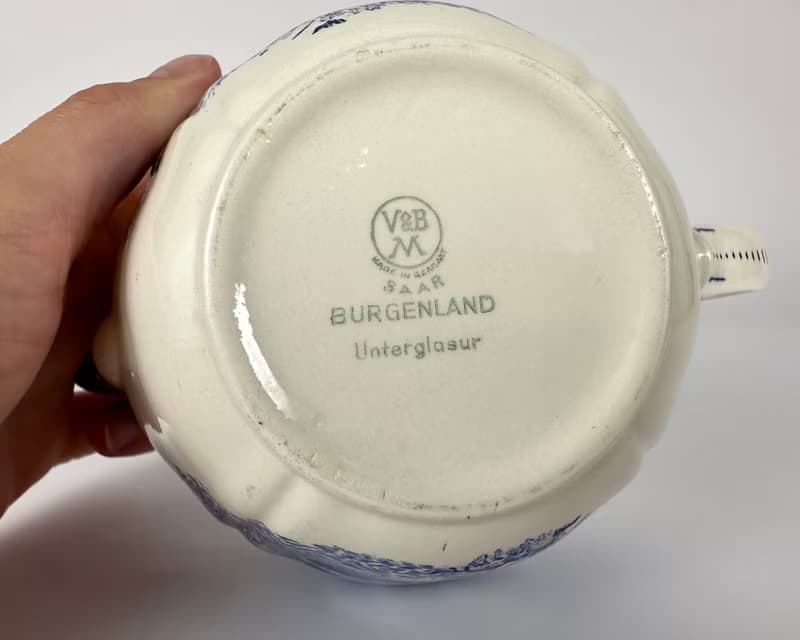 V&B
M
MADE IN GERMANY
SAAR
BURGENLAND
Unterglasur